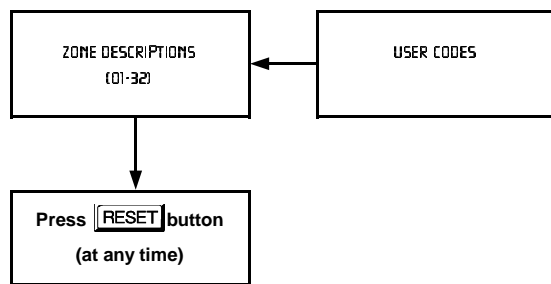 ZONE DESCRIPTIONS
(01-32)
USER CODES
Press RESET button
(at any time)